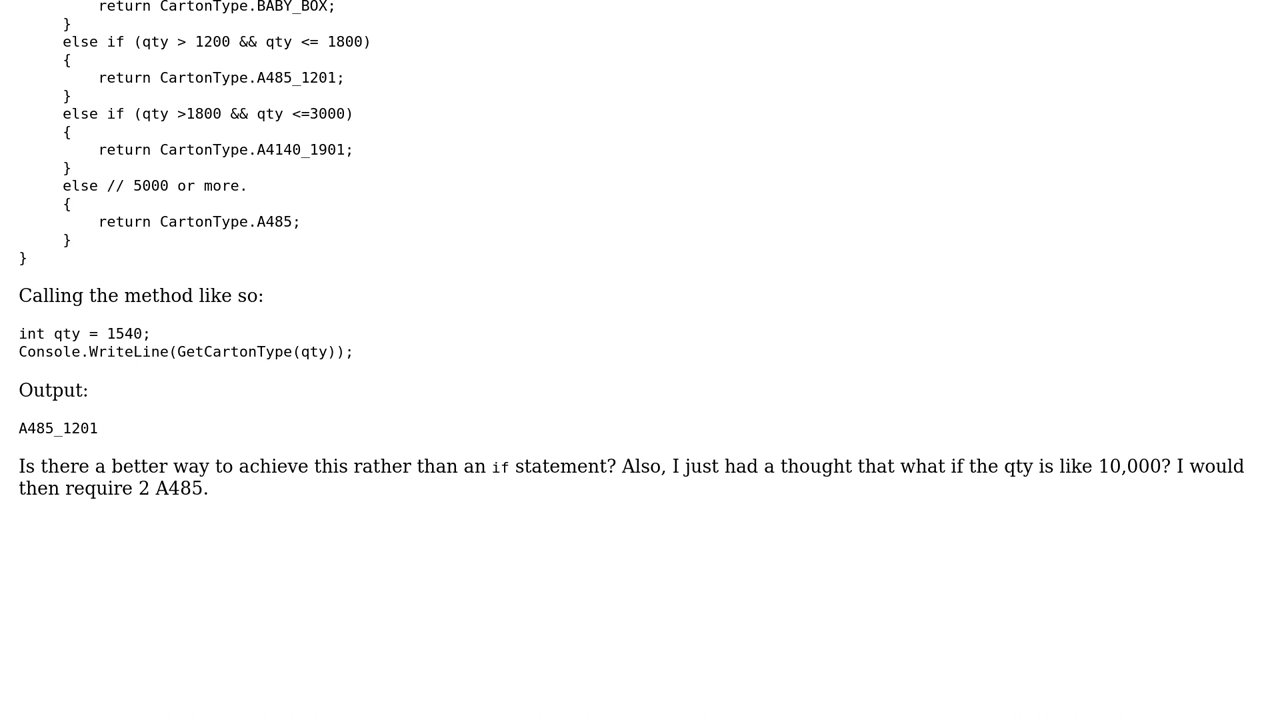 return CartonType.BABY_BOX;
}
else if (qty > 1200 && qty <= 1800)
{
return CartonType.A485_1201;
}
else if (qty >1800 && qty <=3000)
{
return CartonType.A4140_1901;
}
else // 5000 or more.
{
return CartonType.A485;
}
}
Calling the method like so:
int qty = 1540;
Console.WriteLine(GetCartonType(qty));
Output:
A485_1201
Is there a better way to achieve this rather than an if statement? Also, I just had a thought that what if the qty is like 10,000? I would
then require 2 A485.